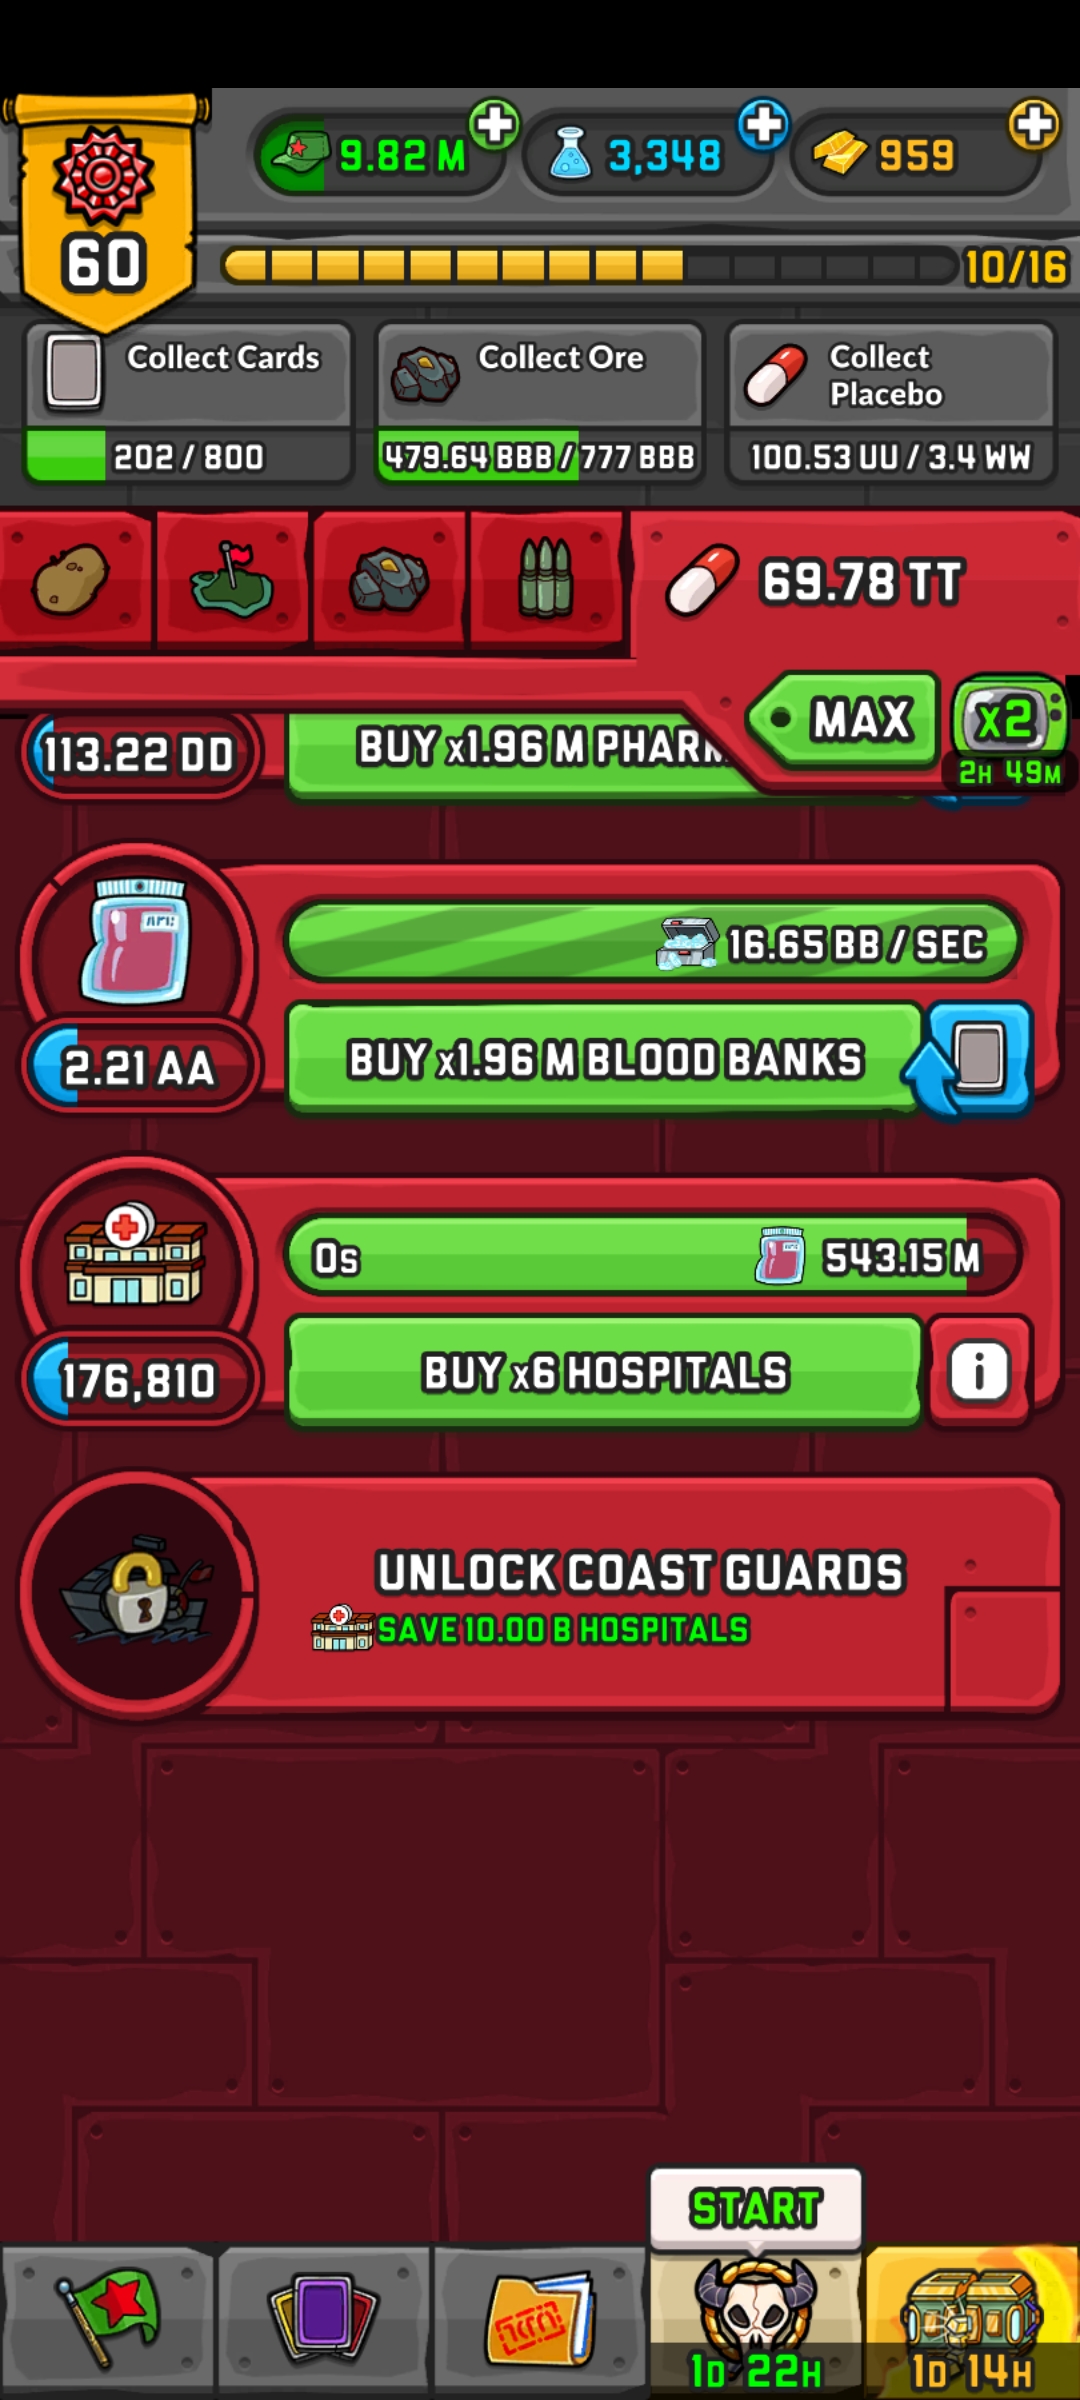 9.82 M
3,348
959
60
10/16
Collect Cards
202 / 800
Collect Ore
479.64 BBB / 777 BBB
Collect
Placebo
100.53 UU / 3.4 WW
69.78 TT
MAX
x2
2H 49M
113.22 DD
BUY x1.96 M
16.65 BB / SEC
2.21 AA
BUY x1.96 M BLOOD BANKS
0s
543.15 M
176,810
BUY x6 HOSPITALS
i
UNLOCK COAST GUARDS
SAVE 10.00 B HOSPITALS
START
1D 22H
1D 14H